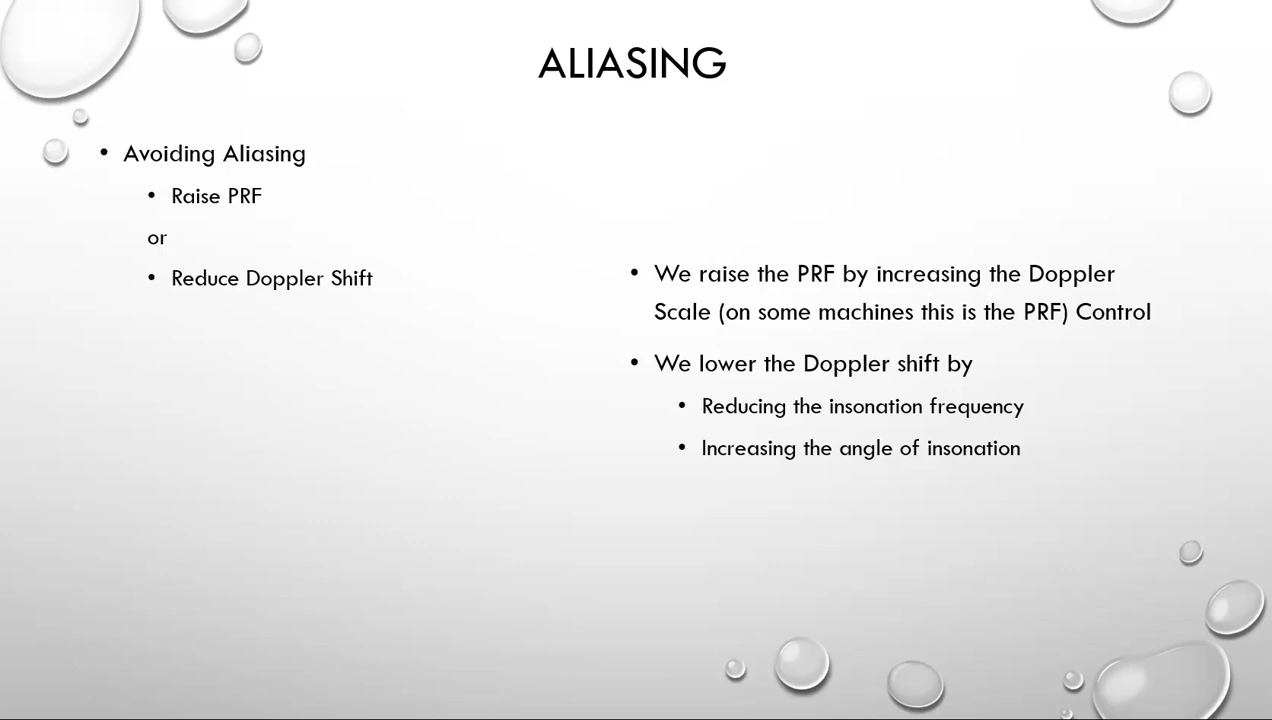 ALIASING
• Avoiding Aliasing
• Raise PRF
or
• Reduce Doppler Shift
• We raise the PRF by increasing the Doppler
Scale (on some machines this is the PRF) Control
• We lower the Doppler shift by
• Reducing the insonation frequency
• Increasing the angle of insonation